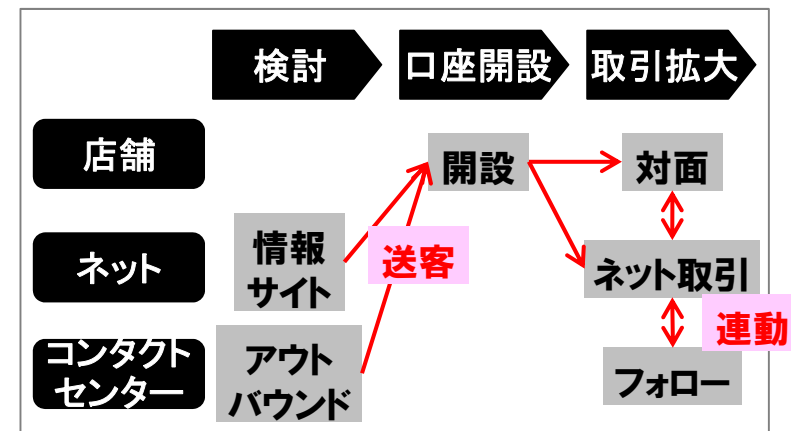 検討
口座開設
取引拡大
店舗
開設
対面
ネット
情報
サイト
送客
ネット取引
連動
コンタクト
センター
アウト
バウンド
フォロー